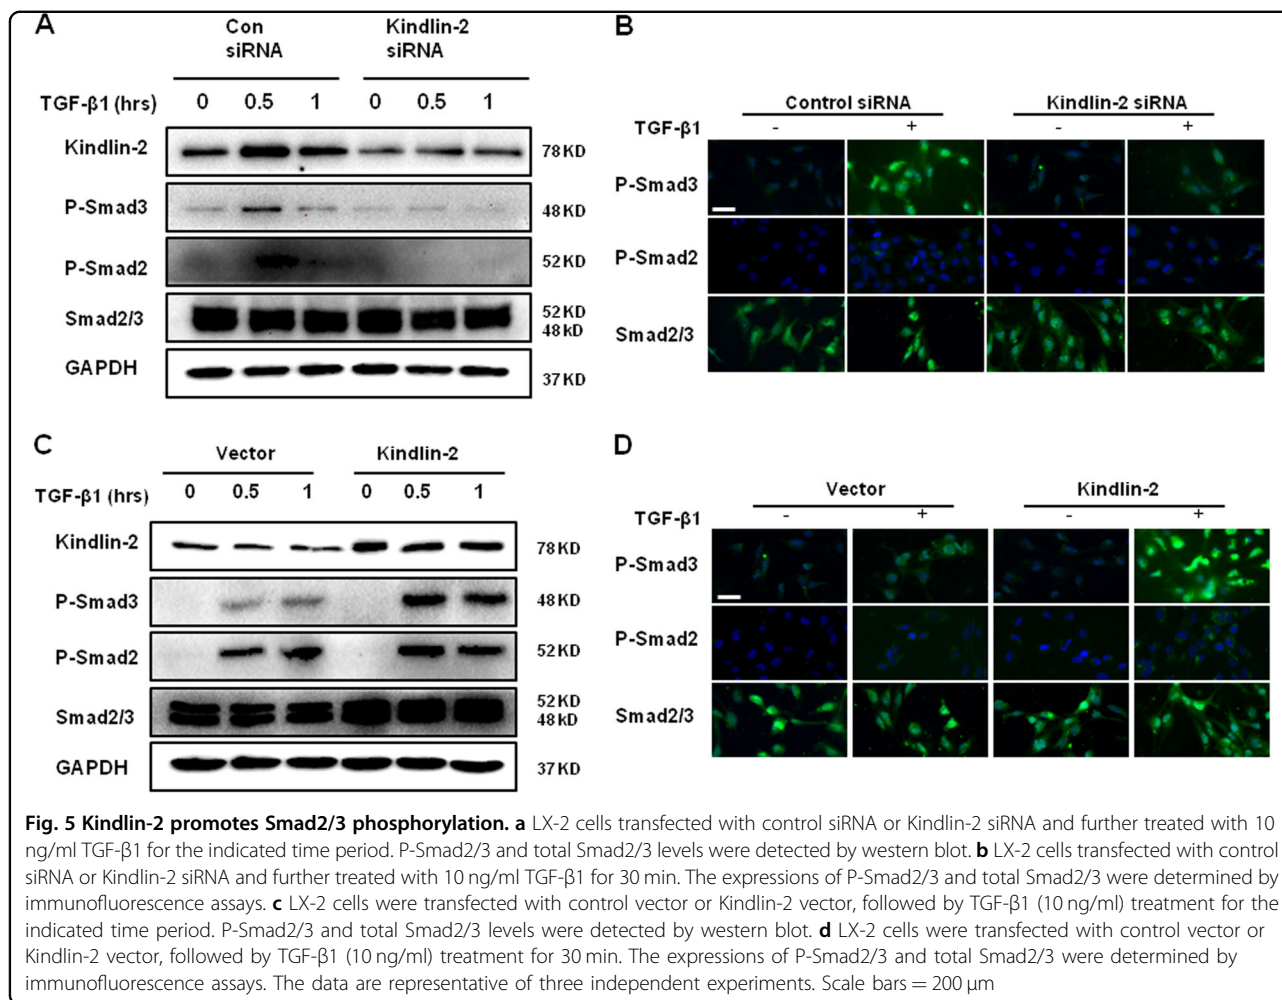 A
Con
siRNA
Kindlin-2
siRNA
TGF-β1 (hrs) 0 0.5 1 0 0.5 1
Kindlin-2 78KD
P-Smad3 48KD
P-Smad2 52KD
Smad2/3 52KD
48KD
GAPDH 37KD
B
Control siRNA Kindlin-2 siRNA
TGF-β1 - + - +
P-Smad3
P-Smad2
Smad2/3
C
Vector Kindlin-2
TGF-β1 (hrs) 0 0.5 1 0 0.5 1
Kindlin-2 78KD
P-Smad3 48KD
P-Smad2 52KD
Smad2/3 52KD
48KD
GAPDH 37KD
D
Vector Kindlin-2
TGF-β1 - + - +
P-Smad3
P-Smad2
Smad2/3
Fig. 5 Kindlin-2 promotes Smad2/3 phosphorylation. a LX-2 cells transfected with control siRNA or Kindlin-2 siRNA and further treated with 10
ng/ml TGF-β1 for the indicated time period. P-Smad2/3 and total Smad2/3 levels were detected by western blot. b LX-2 cells transfected with control
siRNA or Kindlin-2 siRNA and further treated with 10 ng/ml TGF-β1 for 30 min. The expressions of P-Smad2/3 and total Smad2/3 were determined by
immunofluorescence assays. c LX-2 cells were transfected with control vector or Kindlin-2 vector, followed by TGF-β1 (10 ng/ml) treatment for the
indicated time period. P-Smad2/3 and total Smad2/3 levels were detected by western blot. d LX-2 cells were transfected with control vector or
Kindlin-2 vector, followed by TGF-β1 (10 ng/ml) treatment for 30 min. The expressions of P-Smad2/3 and total Smad2/3 were determined by
immunofluorescence assays. The data are representative of three independent experiments. Scale bars = 200 μm